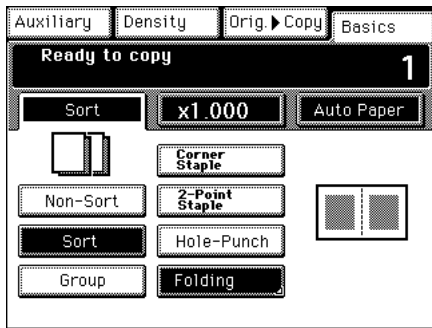 Auxiliary Density Orig.▶Copy Basics
Ready to copy
1
Sort x1.000 Auto Paper
Corner
Staple
Non-Sort 2-Point
Staple
Sort Hole-Punch
Group Folding